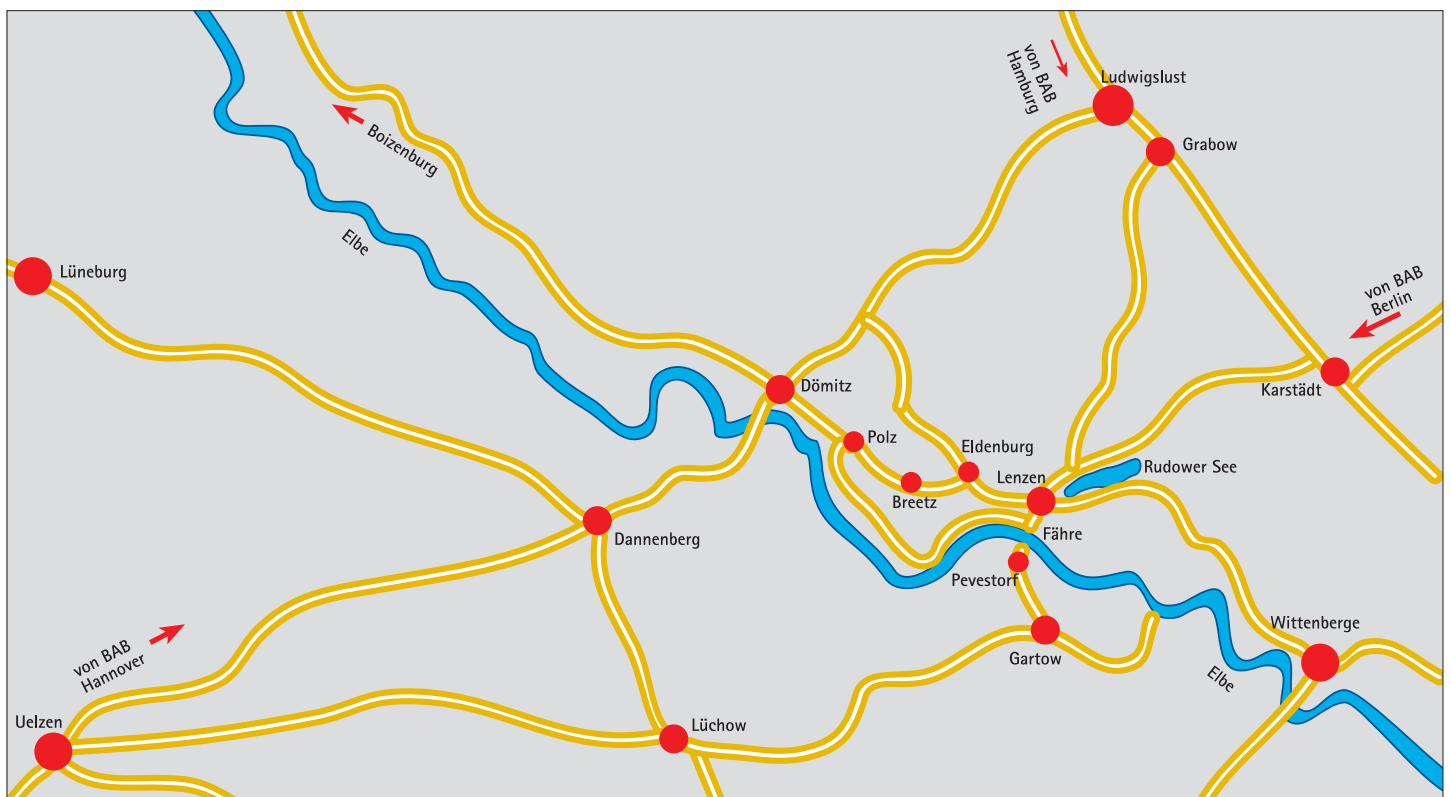 von BAB
Hamburg
Ludwigslust
Grabow
Boizenburg
Elbe
Lüneburg
von BAB
Berlin
Karstädt
Dömitz
Polz
Eldenburg
Breetz
Lenzen
Rudower See
Fähre
Dannenberg
Pevestorf
Gartow
Wittenberge
Elbe
von BAB
Hannover
Uelzen
Lüchow